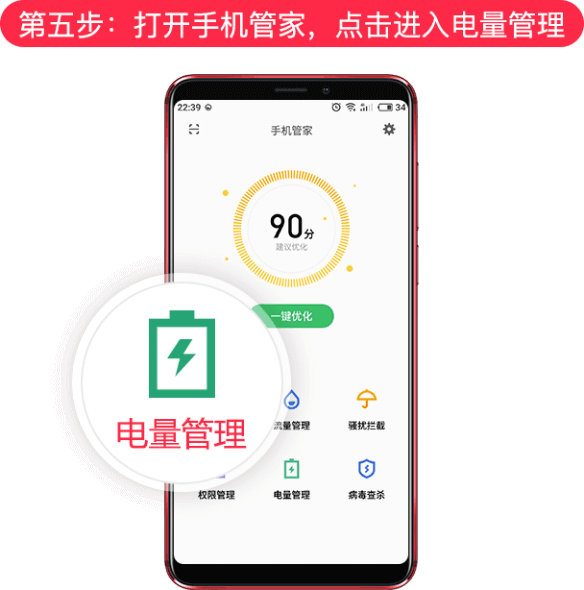 第五步：打开手机管家，点击进入电量管理
22:39 34
手机管家
90分
建议优化
一键优化
电量管理
流量管理 骚扰拦截
权限管理 电量管理 病毒查杀